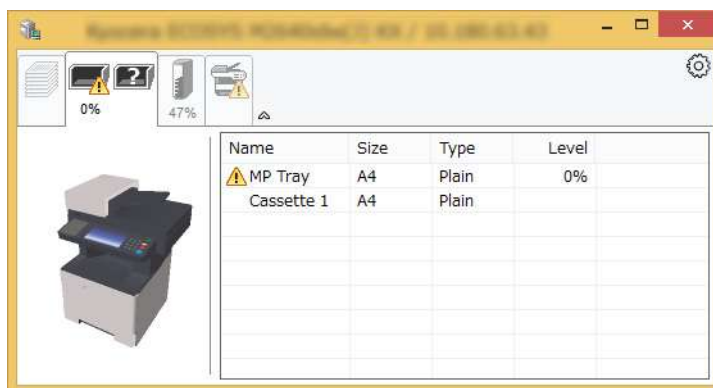 0%
47%
Name Size Type Level
MP Tray A4 Plain 0%
Cassette 1 A4 Plain